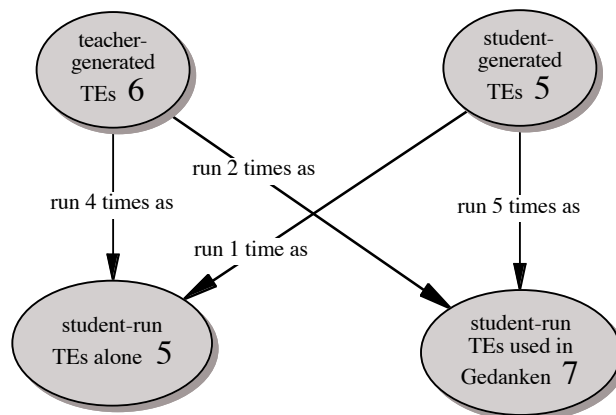 teacher-
generated
TEs 6
student-
generated
TEs 5
run 2 times as
run 4 times as
run 5 times as
run 1 time as
student-run
TEs alone 5
student-run
TEs used in
Gedanken 7